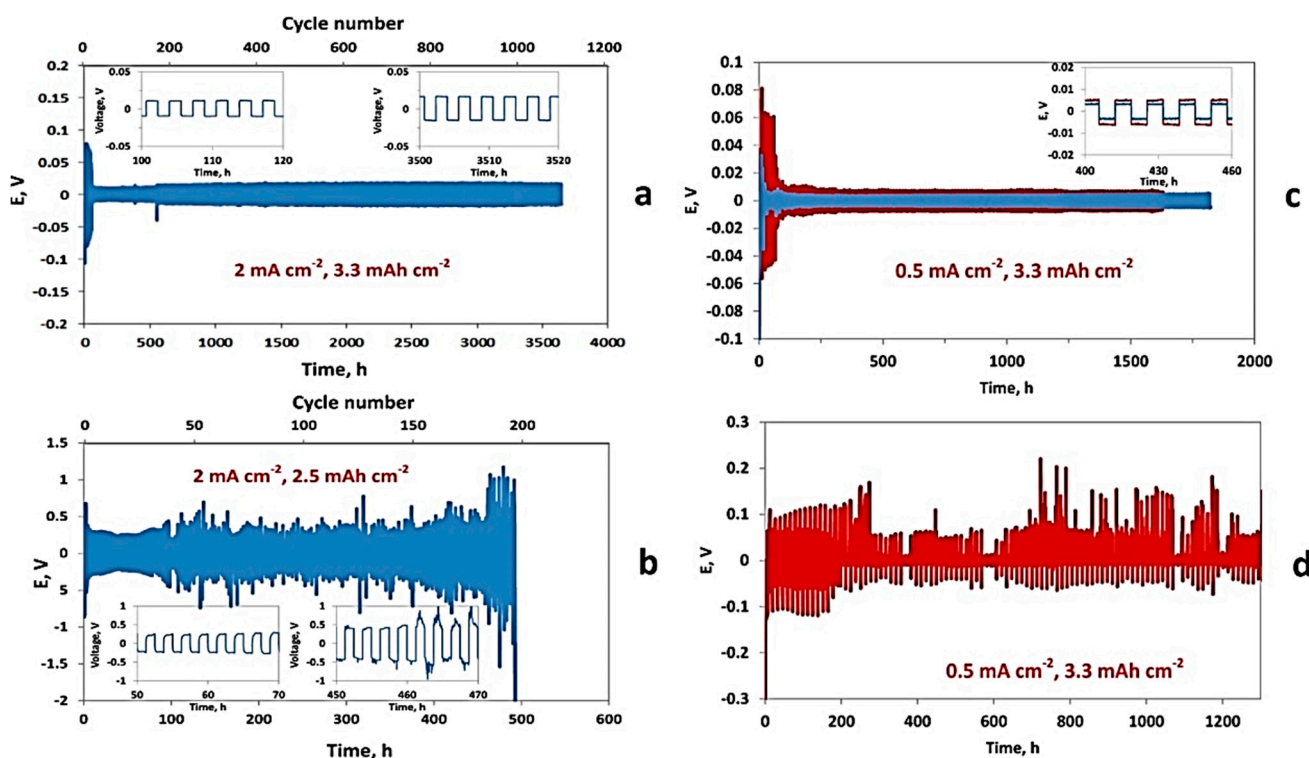 Cycle number
0 200 400 600 800 1000 1200
0.2
0.15
0.1
0.05
0
-0.05
-0.1
-0.15
-0.2
E, V
0.05
0
-0.05
Voltage, V
100 110 120
Time, h
0.05
0
-0.05
Voltage, V
3500 3510 3520
Time, h
2 mA cm⁻², 3.3 mAh cm⁻²
0 500 1000 1500 2000 2500 3000 3500 4000
Time, h
a
0.1
0.08
0.06
0.04
0.02
0
-0.02
-0.04
-0.06
-0.08
-0.1
E, V
0.02
0.01
0
-0.01
-0.02
E, V
400 430 460
Time, h
0.5 mA cm⁻², 3.3 mAh cm⁻²
0 500 1000 1500 2000
Time, h
c
Cycle number
0 50 100 150 200
1.5
1
0.5
0
5
-1
-1.5
-2
E, V
2 mA cm⁻², 2.5 mAh cm⁻²
1
0.5
0
-0.5
-1
Voltage, V
50 60 70
Time, h
1
0.5
0
-0.5
-1
Voltage, V
450 460 470
Time, h
0 100 200 300 400 500 600
Time, h
b
0.3
0.2
0.1
0
-0.1
-0.2
-0.3
E, V
0.5 mA cm⁻², 3.3 mAh cm⁻²
0 200 400 600 800 1000 1200
Time, h
d